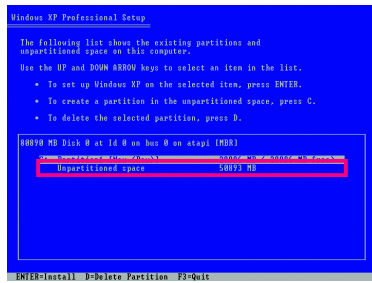 Windows XP Professional Setup
The following list shows the existing partitions and
unpartitioned space on this computer.
Use the UP and DOWN ARROW keys to select an item in the list.
• To set up Windows XP on the selected item, press ENTER.
• To create a partition in the unpartitioned space, press C.
• To delete the selected partition, press D.
80890 MB Disk 0 at Id 0 on bus 0 on atapi [MBR]
Unpartitioned space 50893 MB
ENTER=Install D=Delete Partition F3=Quit